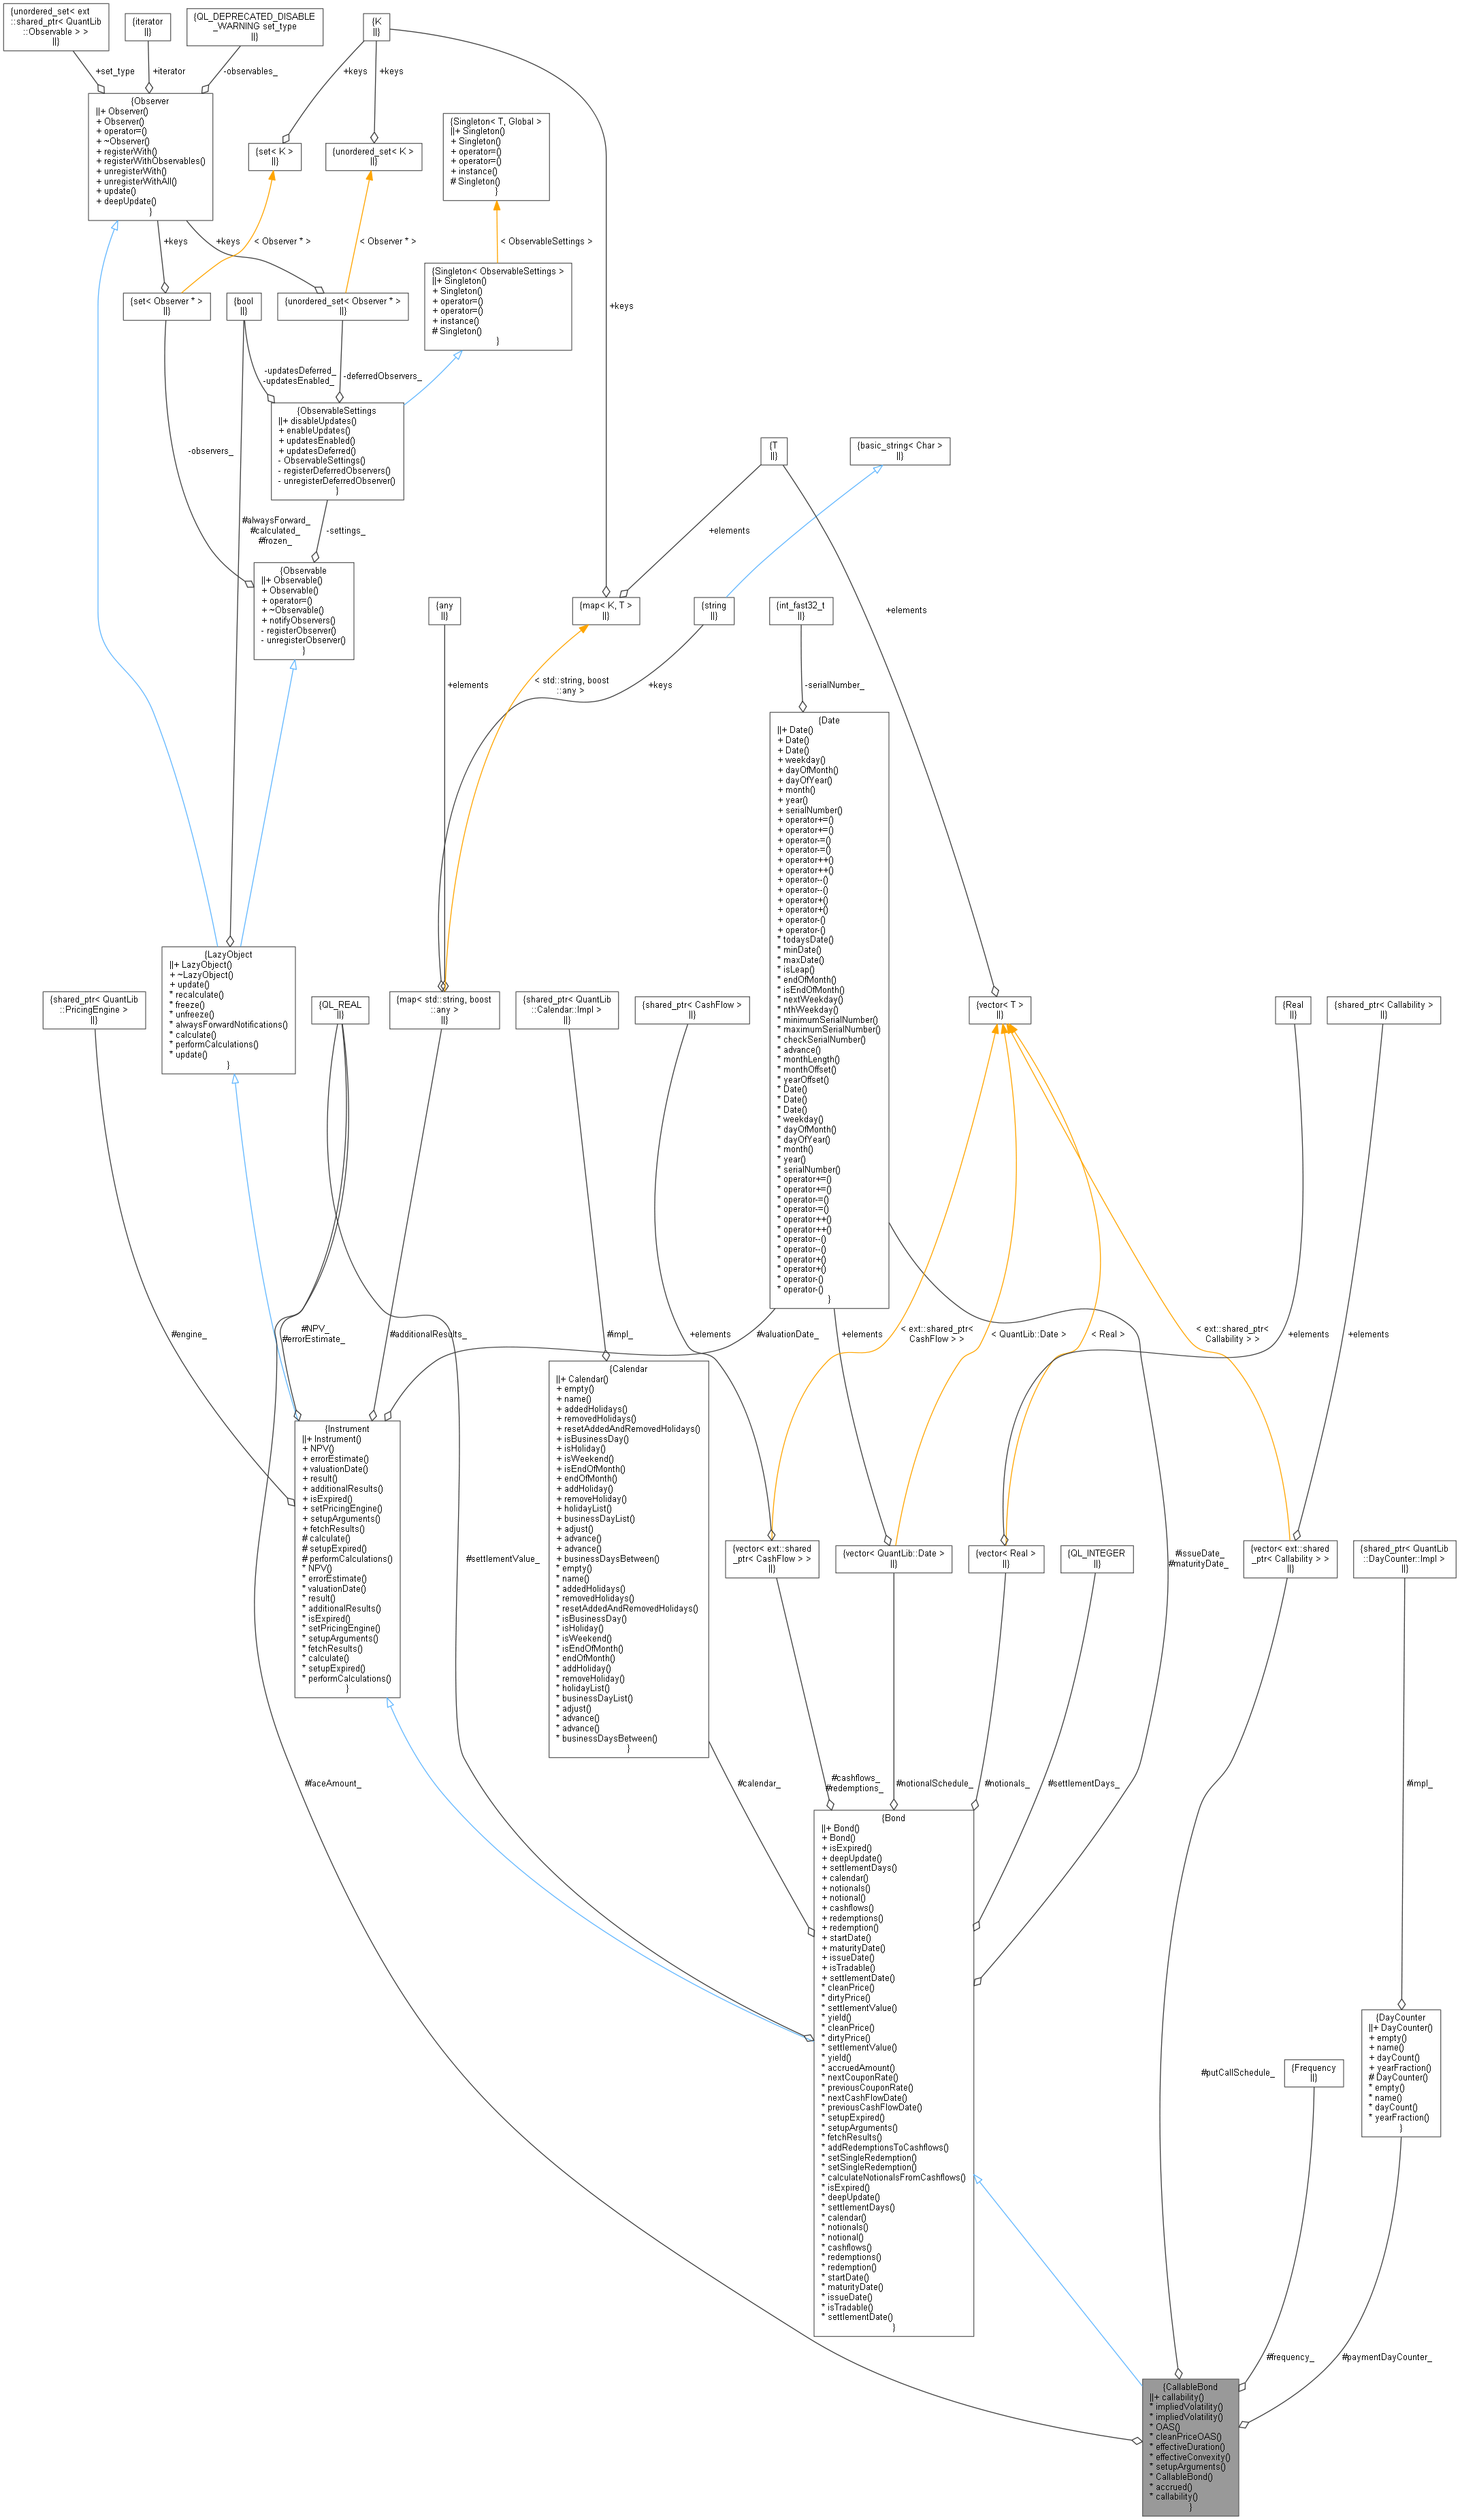 {unordered_set< ext
::shared_ptr< QuantLib
::Observable > >
||}
{iterator
||}
{QL_DEPRECATED_DISABLE
_WARNING set_type
||}
{K
||}
+set_type
+iterator
-observables_
+keys
+keys
{Observer
||+ Observer()
+ Observer()
+ operator=()
+ ~Observer()
+ registerWith()
+ registerWithObservables()
+ unregisterWith()
+ unregisterWithAll()
+ update()
+ deepUpdate()
}
{set< K >
||}
{unordered_set< K >
||}
{Singleton< T, Global >
||+ Singleton()
+ Singleton()
+ operator=()
+ operator=()
+ instance()
# Singleton()
}
+keys
+keys
< Observer * >
< Observer * >
< ObservableSettings >
{set< Observer * >
||}
{bool
||}
{unordered_set< Observer * >
||}
{Singleton< ObservableSettings >
||+ Singleton()
+ Singleton()
+ operator=()
+ operator=()
+ instance()
# Singleton()
}
+keys
-updatesDeferred_
-updatesEnabled_
-deferredObservers_
{ObservableSettings
||+ disableUpdates()
+ enableUpdates()
+ updatesEnabled()
+ updatesDeferred()
- ObservableSettings()
- registerDeferredObservers()
- unregisterDeferredObserver()
}
-observers_
{T
||}
{basic_string< Char >
||}
#alwaysForward_
#calculated_
#frozen_
-settings_
+elements
{Observable
||+ Observable()
+ Observable()
+ operator=()
+ ~Observable()
+ notifyObservers()
- registerObserver()
- unregisterObserver()
}
{any
||}
{map< K, T >
||}
{string
||}
{int_fast32_t
||}
+elements
+elements
< std::string, boost
::any >
+keys
-serialNumber_
{Date
||+ Date()
+ Date()
+ Date()
+ weekday()
+ dayOfMonth()
+ dayOfYear()
+ month()
+ year()
+ serialNumber()
+ operator+=()
+ operator+=()
+ operator-=()
+ operator-=()
+ operator++()
+ operator++()
+ operator--()
+ operator--()
+ operator+()
+ operator+()
+ operator-()
+ operator-()
* todaysDate()
* minDate()
* maxDate()
* isLeap()
* endOfMonth()
* isEndOfMonth()
* nextWeekday()
* nthWeekday()
* minimumSerialNumber()
* maximumSerialNumber()
* checkSerialNumber()
* advance()
* monthLength()
* monthOffset()
* yearOffset()
* Date()
* Date()
* Date()
* weekday()
* dayOfMonth()
* dayOfYear()
* month()
* year()
* serialNumber()
* operator+=()
* operator+=()
* operator-=()
* operator-=()
* operator++()
* operator++()
* operator--()
* operator--()
* operator+()
* operator+()
* operator-()
* operator-()
}
{LazyObject
||+ LazyObject()
+ ~LazyObject()
+ update()
* recalculate()
* freeze()
* unfreeze()
* alwaysForwardNotifications()
* calculate()
* performCalculations()
* update()
}
{shared_ptr< QuantLib
::PricingEngine >
||}
{QL_REAL
||}
{map< std::string, boost
::any >
||}
{shared_ptr< QuantLib
::Calendar::Impl >
||}
{shared_ptr< CashFlow >
||}
{vector< T >
||}
{Real
||}
{shared_ptr< Callability >
||}
#engine_
#NPV_
#errorEstimate_
#additionalResults_
#impl_
+elements
#valuationDate_
+elements
< ext::shared_ptr<
CashFlow > >
< QuantLib::Date >
< Real >
< ext::shared_ptr<
Callability > >
+elements
+elements
{Instrument
||+ Instrument()
+ NPV()
+ errorEstimate()
+ valuationDate()
+ result()
+ additionalResults()
+ isExpired()
+ setPricingEngine()
+ setupArguments()
+ fetchResults()
# calculate()
# setupExpired()
# performCalculations()
* NPV()
* errorEstimate()
* valuationDate()
* result()
* additionalResults()
* isExpired()
* setPricingEngine()
* setupArguments()
* fetchResults()
* calculate()
* setupExpired()
* performCalculations()
}
#settlementValue_
{Calendar
||+ Calendar()
+ empty()
+ name()
+ addedHolidays()
+ removedHolidays()
+ resetAddedAndRemovedHolidays()
+ isBusinessDay()
+ isHoliday()
+ isWeekend()
+ isEndOfMonth()
+ endOfMonth()
+ addHoliday()
+ removeHoliday()
+ holidayList()
+ businessDayList()
+ adjust()
+ advance()
+ advance()
+ businessDaysBetween()
* empty()
* name()
* addedHolidays()
* removedHolidays()
* resetAddedAndRemovedHolidays()
* isBusinessDay()
* isHoliday()
* isWeekend()
* isEndOfMonth()
* endOfMonth()
* addHoliday()
* removeHoliday()
* holidayList()
* businessDayList()
* adjust()
* advance()
* advance()
* businessDaysBetween()
}
{vector< ext::shared
_ptr< CashFlow > >
||}
{vector< QuantLib::Date >
||}
{vector< Real >
||}
{QL_INTEGER
||}
#issueDate_
#maturityDate_
{vector< ext::shared
_ptr< Callability > >
||}
{shared_ptr< QuantLib
::DayCounter::Impl >
||}
#faceAmount_
#calendar_
#cashflows_
#redemptions_
#notionalSchedule_
#notionals_
#settlementDays_
#impl_
{Bond
||+ Bond()
+ Bond()
+ isExpired()
+ deepUpdate()
+ settlementDays()
+ calendar()
+ notionals()
+ notional()
+ cashflows()
+ redemptions()
+ redemption()
+ startDate()
+ maturityDate()
+ issueDate()
+ isTradable()
+ settlementDate()
* cleanPrice()
* dirtyPrice()
* settlementValue()
* yield()
* cleanPrice()
* dirtyPrice()
* settlementValue()
* yield()
* accruedAmount()
* nextCouponRate()
* previousCouponRate()
* nextCashFlowDate()
* previousCashFlowDate()
* setupExpired()
* setupArguments()
* fetchResults()
* addRedemptionsToCashflows()
* setSingleRedemption()
* setSingleRedemption()
* calculateNotionalsFromCashflows()
* isExpired()
* deepUpdate()
* settlementDays()
* calendar()
* notionals()
* notional()
* cashflows()
* redemptions()
* redemption()
* startDate()
* maturityDate()
* issueDate()
* isTradable()
* settlementDate()
}
#putCallSchedule_
{Frequency
||}
{DayCounter
||+ DayCounter()
+ empty()
+ name()
+ dayCount()
+ yearFraction()
# DayCounter()
* empty()
* name()
* dayCount()
* yearFraction()
}
#frequency_
#paymentDayCounter_
{CallableBond
||+ callability()
* impliedVolatility()
* impliedVolatility()
* OAS()
* cleanPriceOAS()
* effectiveDuration()
* effectiveConvexity()
* setupArguments()
* CallableBond()
* accrued()
* callability()
}